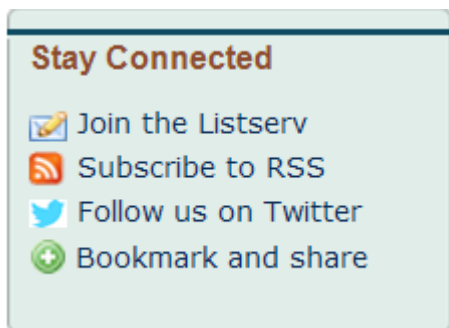 Stay Connected
Join the Listserv
Subscribe to RSS
Follow us on Twitter
Bookmark and share